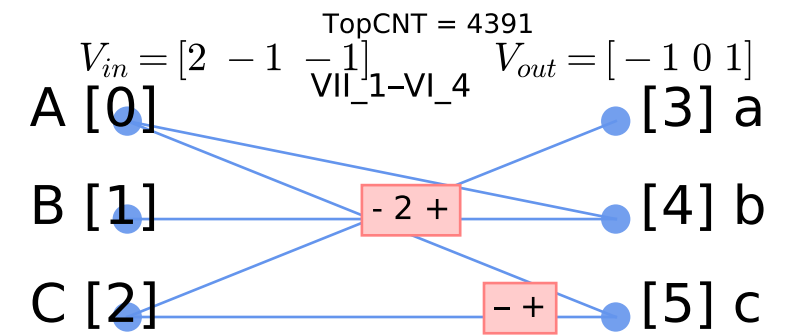 TopCNT = 4391
V_in = [2 − 1 − 1] V_out = [− 1 0 1]
VII_1–VI_4
A [0] [3] a
B [1] - 2 + [4] b
C [2] – + [5] c